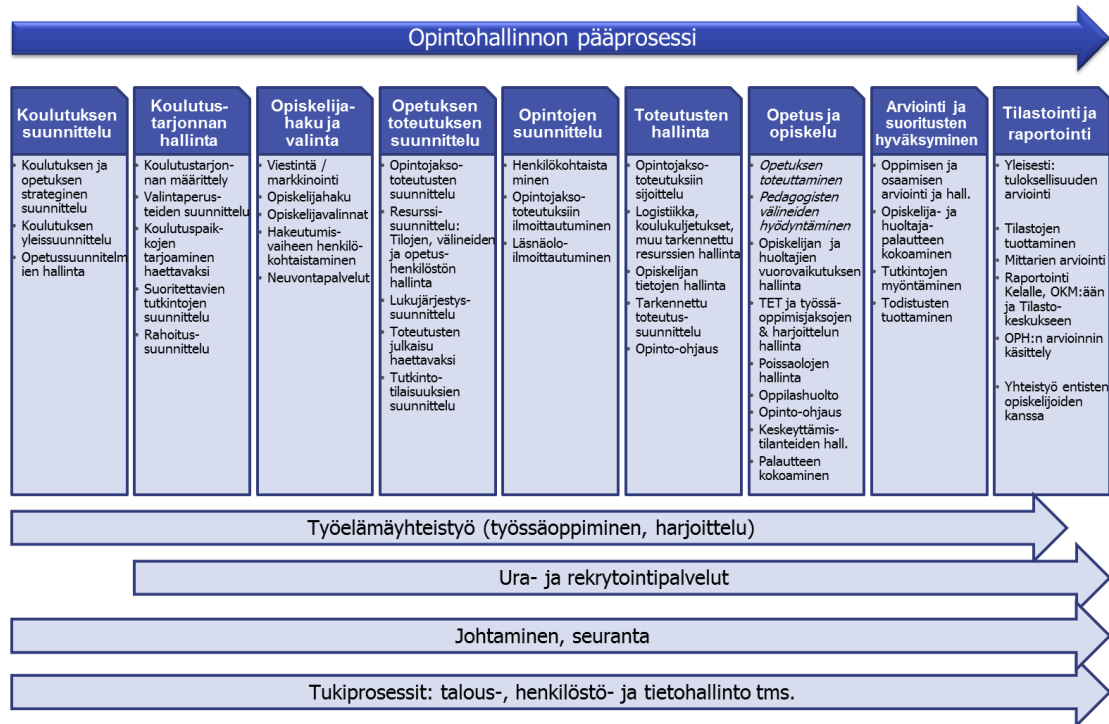 Opintohallinnon pääprosessi
Koulutuksen
suunnittelu
• Koulutuksen ja
opetuksen
strateginen
suunnittelu
• Koulutuksen
yleissuunnittelu
• Opetussuunnitelm
ien hallinta
Koulutus-
tarjonnan
hallinta
• Koulutustarjon-
nan määrittely
• Valintaperus-
teiden suunnittelu
• Koulutuspaik-
kojen
tarjoaminen
haettavaksi
• Suoritettavien
tutkintojen
suunnittelu
• Rahoitus-
suunnittelu
Opiskelija-
haku ja
valinta
• Viestintä /
markkinointi
• Opiskelijahaku
• Opiskelijavalinnat
• Hakeutumis-
vaiheen henkilö-
kohtaistaminen
• Neuvontapalvelut
Opetuksen
toteutuksen
suunnittelu
• Opintojakso-
toteutusten
suunnittelu
• Resurssi-
suunnittelu:
Tilojen, välineiden
ja opetus-
henkilöstön
hallinta
• Lukujärjestys-
suunnittelu
• Toteutusten
julkaisu
haettavaksi
• Tutkinto-
tilaisuuksien
suunnittelu
Opintojen
suunnittelu
• Henkilökohtaista
minen
• Opintojakso-
toteutuksiin
ilmoittautuminen
• Läsnäolo-
ilmoittautuminen
Toteutusten
hallinta
• Opintojakso-
toteutuksiin
sijoittelu
• Logistiikka,
koulukuljetukset,
muu tarkennettu
resurssien hallinta
• Opiskelijan
tietojen hallinta
• Tarkennettu
toteutus-
suunnittelu
• Opinto-ohjaus
Opetus ja
opiskelu
• Opetuksen
toteuttaminen
• Pedagogisten
välineiden
hyödyntäminen
• Opiskelijan ja
huoltajien
vuorovaikutuksen
hallinta
• TET ja työssä-
oppimisjaksojen
& harjoittelun
hallinta
• Poissaolojen
hallinta
• Oppilashuolto
• Opinto-ohjaus
• Keskeyttämis-
tilanteiden hall.
• Palautteen
kokoaminen
Arviointi ja
suoritusten
hyväksyminen
• Oppimisen ja
osaamisen
arviointi ja hall.
• Opiskelija- ja
huoltaja-
palautteen
kokoaminen
• Tutkintojen
myöntäminen
• Todistusten
tuottaminen
Tilastointi ja
raportointi
• Yleisesti:
tuloksellisuuden
arviointi
• Tilastojen
tuottaminen
• Mittarien arviointi
• Raportointi
Kelalle, OKM:ään
ja Tilasto-
keskukseen
• OPH:n arvioinnin
käsittely
• Yhteistyö entisten
opiskelijoiden
kanssa
Työelämäyhteistyö (työssäoppiminen, harjoittelu)
Ura- ja rekrytointipalvelut
Johtaminen, seuranta
Tukiprosessit: talous-, henkilöstö- ja tietohallinto tms.